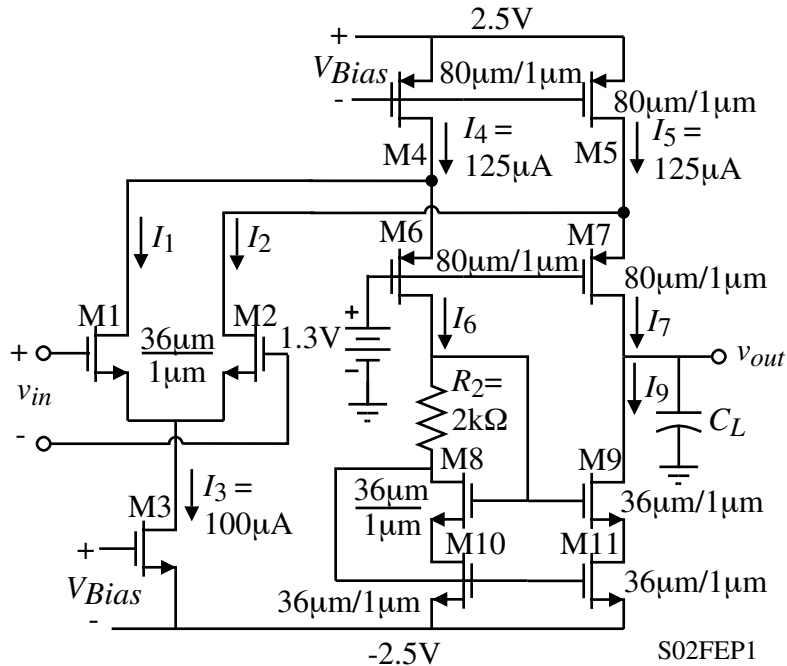 2.5V
+
VBias
-
80μm/1μm
80μm/1μm
I4 =
125μA
M4
M5
I5 =
125μA
I1
I2
M6
M7
80μm/1μm
80μm/1μm
M1
M2
36μm
1μm
1.3V
+
-
I6
I7
+
vin
-
R2=
2kΩ
vout
I9
CL
M8
M9
36μm
1μm
36μm/1μm
M3
I3 =
100μA
M10
M11
+
VBias
-
36μm/1μm
36μm/1μm
-2.5V
S02FEP1